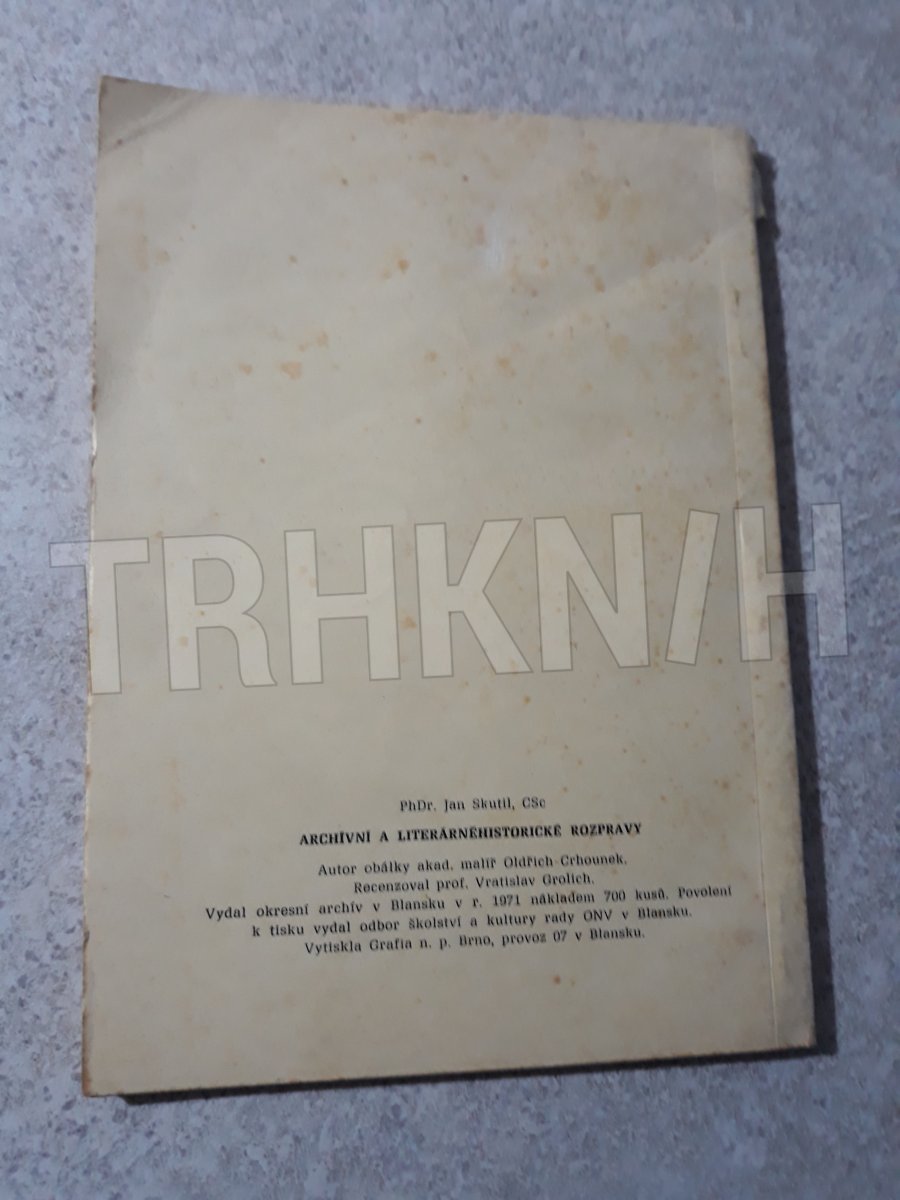 TRHKN/H
PhDr. Jan Skutil, CSc
ARCHÍVNÍ A LITERÁRNĚHISTORICKÉ ROZPRAVY
Autor obálky akad. malíř Oldřich Crhounek.
Recenzoval prof. Vratislav Grolich.
Vydal okresní archív v Blansku v r. 1971 nákladem 700 kusů. Povolení
k tisku vydal odbor školství a kultury rady ONV v Blansku.
Vytiskla Grafia n. p. Brno, provoz 07 v Blansku.